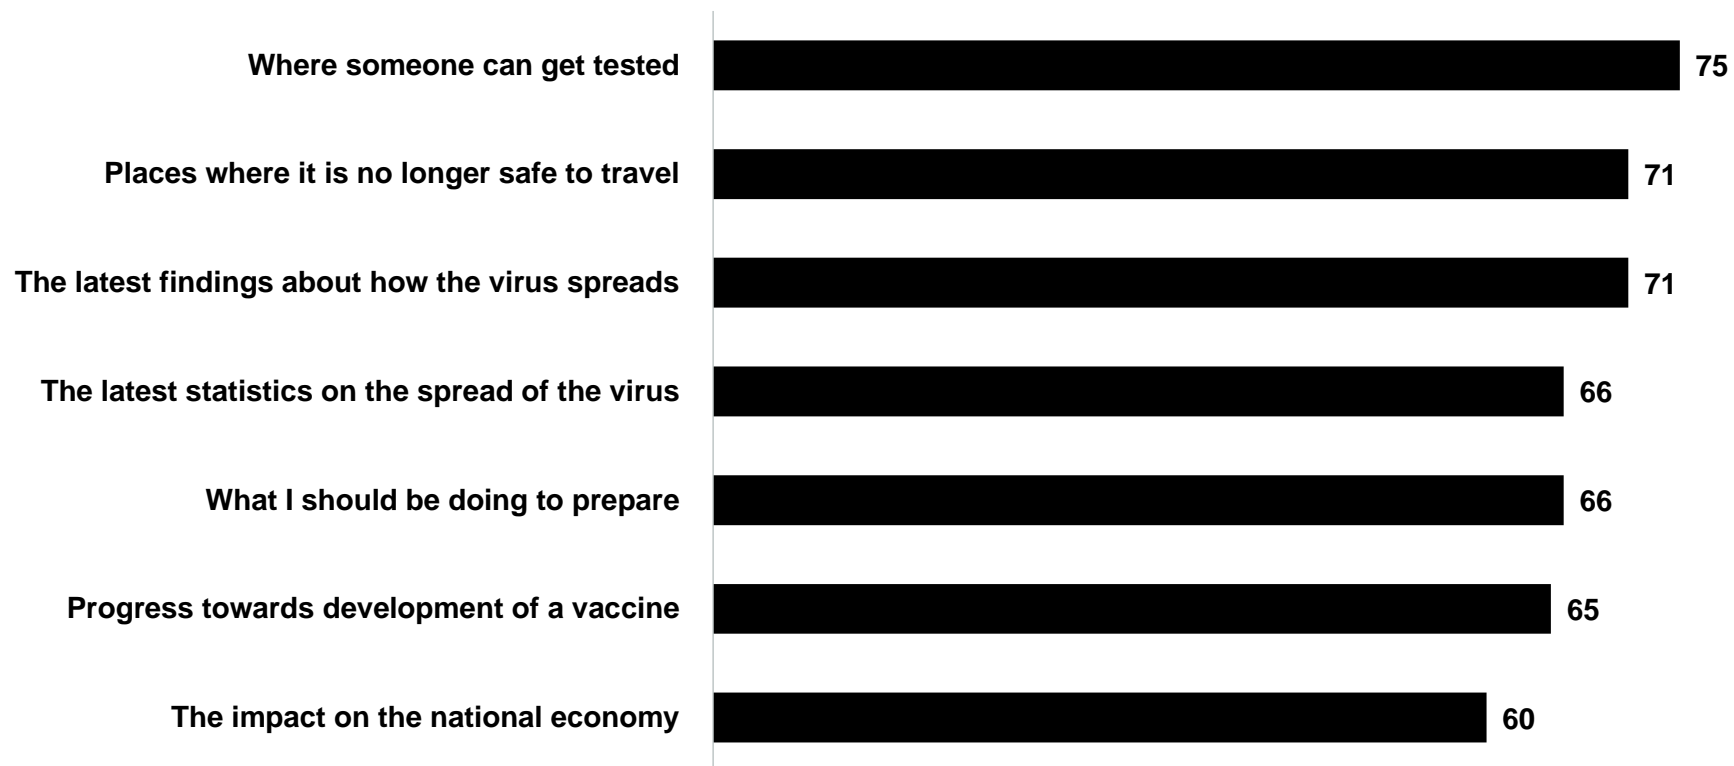 Where someone can get tested 75
Places where it is no longer safe to travel 71
The latest findings about how the virus spreads 71
The latest statistics on the spread of the virus 66
What I should be doing to prepare 66
Progress towards development of a vaccine 65
The impact on the national economy 60